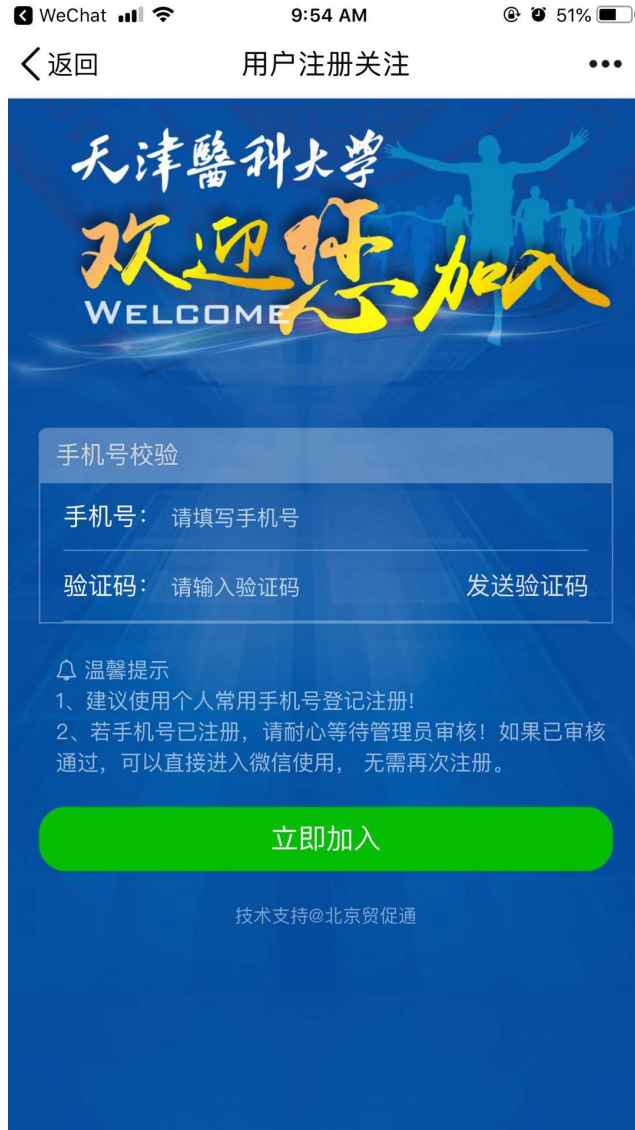 WeChat 9:54 AM 51%
返回 用户注册关注
天津醫科大学
欢迎您加入
WELCOME
手机号校验
手机号： 请填写手机号
验证码： 请输入验证码 发送验证码
温馨提示
1、建议使用个人常用手机号登记注册!
2、若手机号已注册，请耐心等待管理员审核！如果已审核
通过，可以直接进入微信使用， 无需再次注册。
立即加入
技术支持@北京贸促通